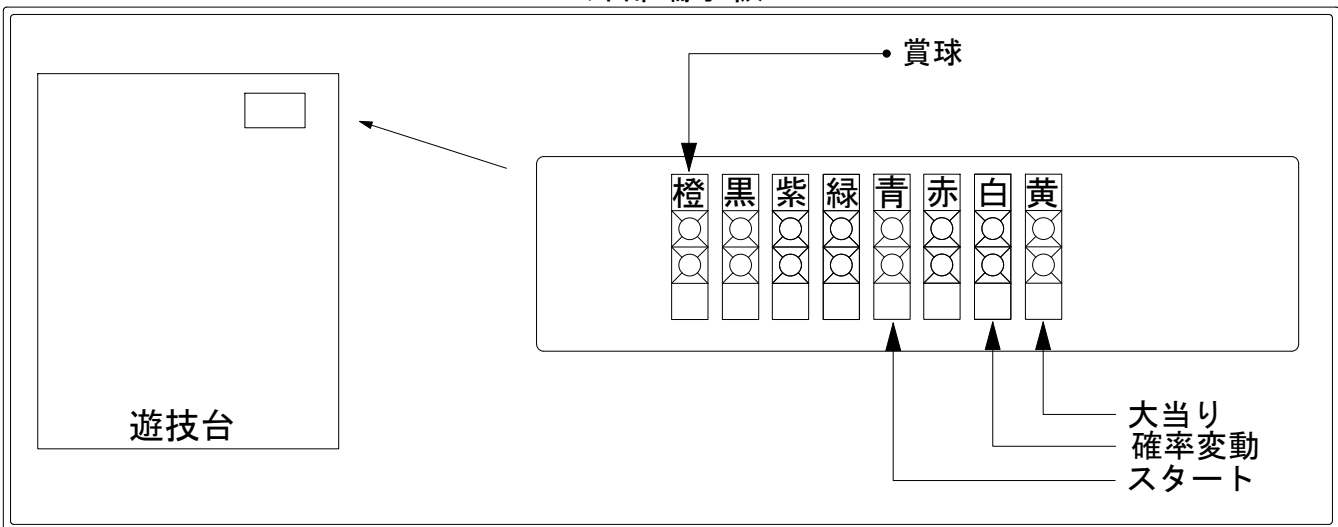 賞球
橙 黒 紫 緑 青 赤 白 黄
遊技台
大当り
確率変動
スタート